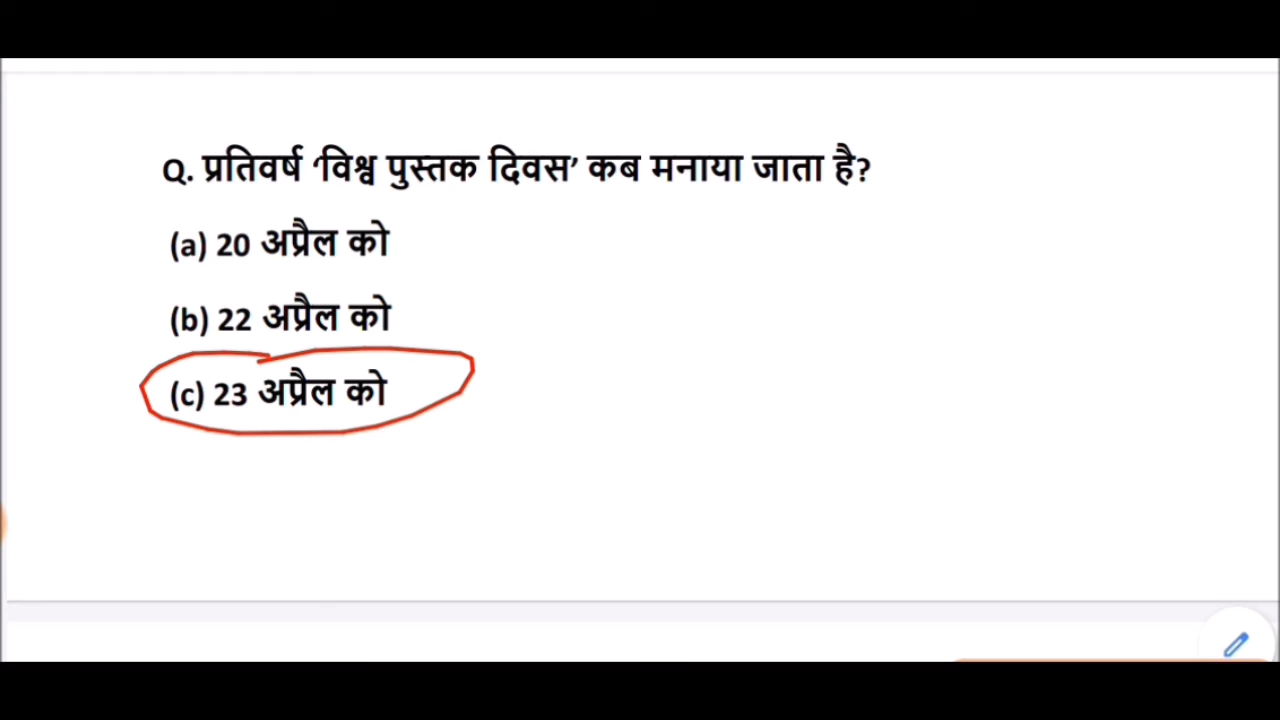 Q. प्रतिवर्ष ‘विश्व पुस्तक दिवस’ कब मनाया जाता है?
(a) 20 अप्रैल को
(b) 22 अप्रैल को
(c) 23 अप्रैल को